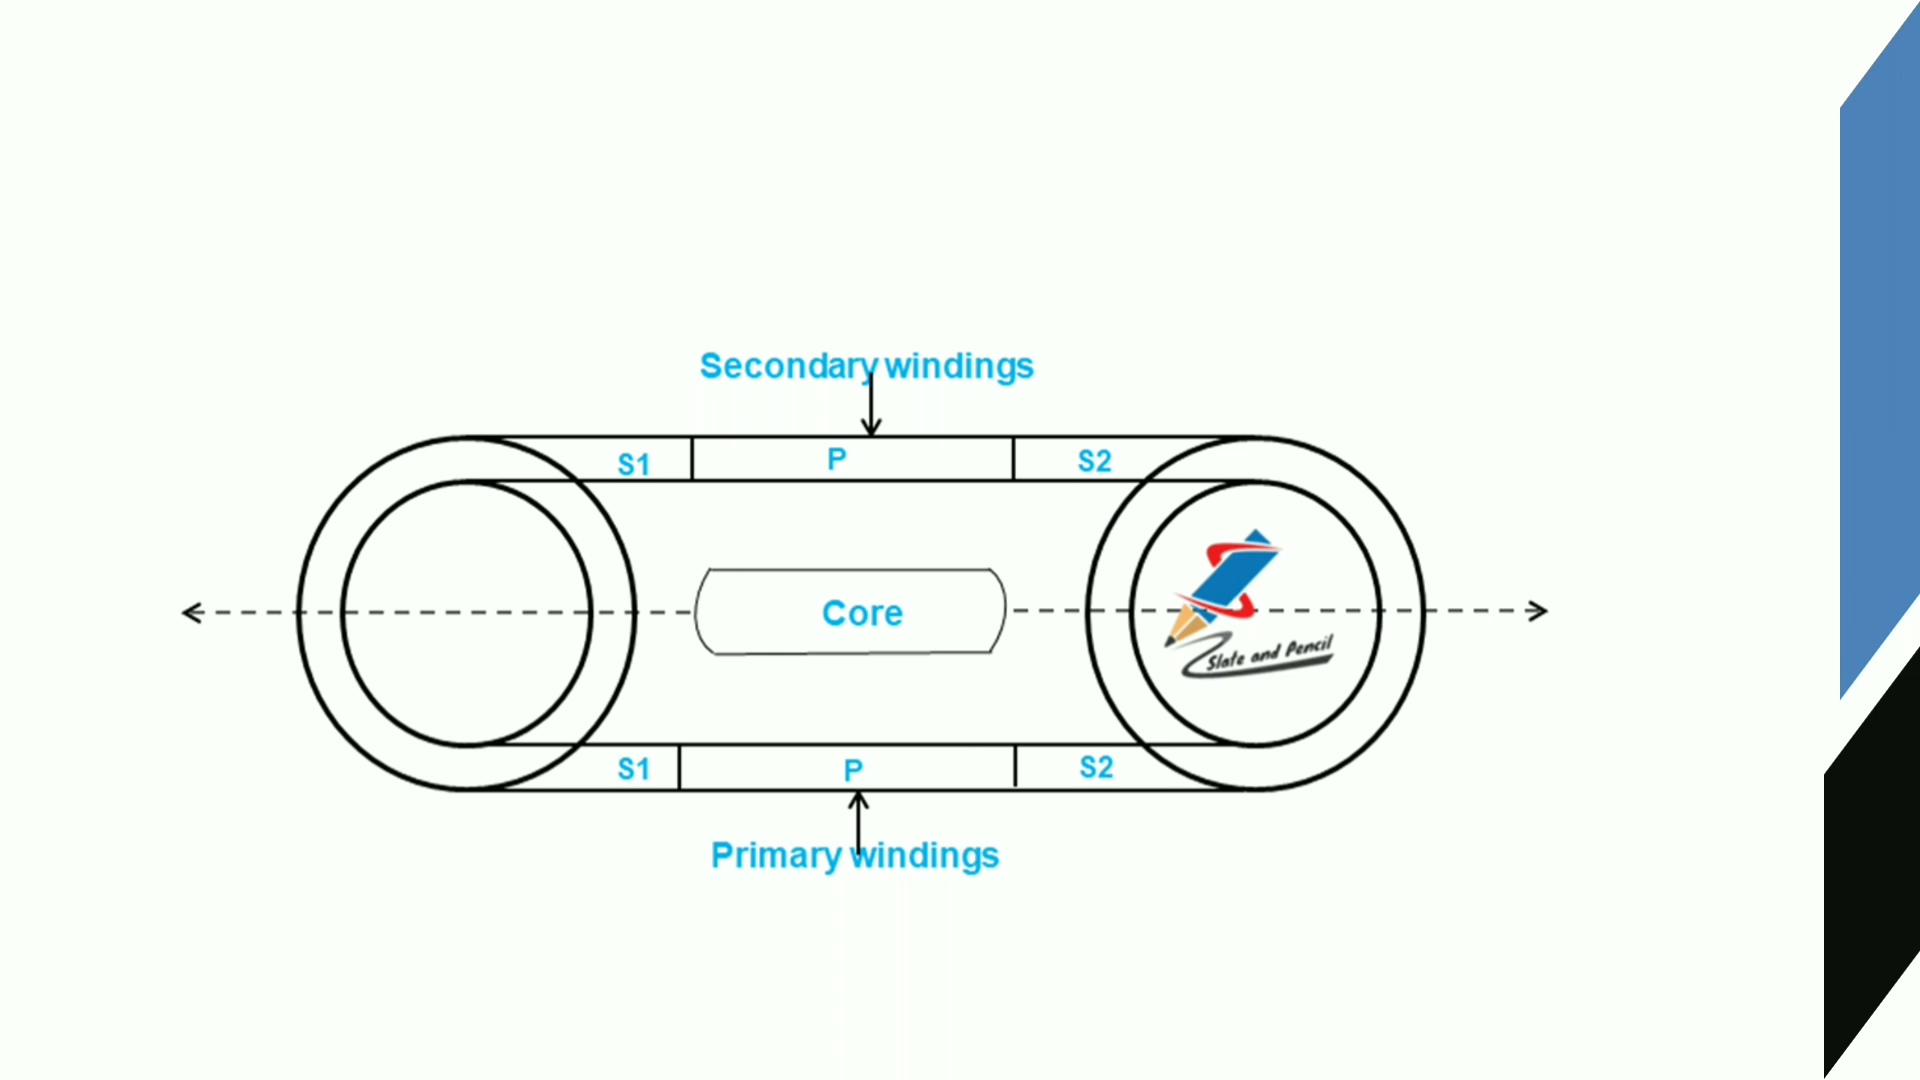 Secondary windings
S1 P S2
Core
Slate and Pencil
S1 P S2
Primary windings